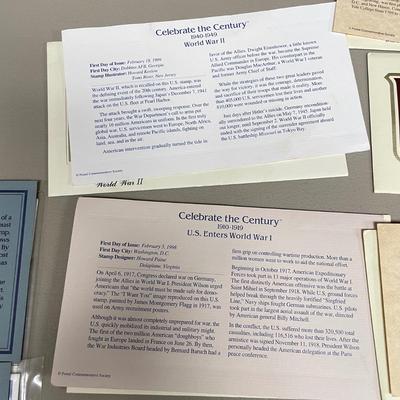 Celebrate the Century™
1940-1949
World War II
First Day of Issue: February 18, 1999
First Day City: Dobbins AFB, Georgia
Stamp Illustrator: Howard Koslow
Toms River, New Jersey
World War II, which is recalled on this U.S. stamp, was
the defining event of the 20th century. America entered
the war immediately following Japan's December 7, 1941
attack on the U.S. fleet at Pearl Harbor.
The attack brought a swift, sweeping response. Over the
next four years, the War Department's call to arms put
nearly 16 million Americans in uniform. In the first truly
global war, U.S. servicemen went to Europe, North Africa,
Asia, Australia, and remote Pacific islands, fighting on
land, sea, and in the air.
American intervention gradually turned the tide in
favor of the Allies. Dwight Eisenhower, a little known
U.S. Army officer before the war, became the Supreme
Allied Commander in Europe. His counterpart in the
Pacific was Douglas MacArthur, a World War I veteran
and former Army Chief of Staff.
While the strategies of these two great leaders paved
the way for victory, it was the courage, determination,
and sacrifice of their troops that made it reality. More
than 405,000 U.S. servicemen lost their lives and another
670,000 were wounded or missing in action.
Just days after Hitler's suicide, Germany unconditionally
surrendered on May 7, 1945. Japan held
out longer, surrendering September 2. World War II officially
ended with the signing of the surrender agreement aboard
the U.S. battleship Missouri in Tokyo Bay.
© Postal Commemorative Society
World War II
Celebrate the Century™
1910-1919
U.S. Enters World War I
First Day of Issue: February 3, 1998
First Day City: Washington, D.C.
Stamp Designer: Howard Paine
Delaplane, Virginia
On April 6, 1917, Congress declared war on Germany,
joining the Allies in World War I. President Wilson urged
Americans that "the world must be made safe for democracy."
The "I Want You" image reproduced on this U.S.
stamp, painted by James Montgomery Flagg in 1917, was
used on Army recruitment posters.
Although it was almost completely unprepared for war, the
U.S. quickly mobilized its industrial and military might.
The first of the two million American "doughboys" who
fought in Europe landed in France on June 26. By then,
the War Industries Board headed by Bernard Baruch had a
firm grip on controlling wartime production. More than a
million women went to work to aid the national effort.
Beginning in October 1917, American Expeditionary
Forces took part in 13 major operations during World War I.
The first distinctly American offensive was the battle at
Saint Mihiel in September 1918. While U.S. ground forces
helped break through the heavily fortified "Siegfried
Line," Navy ships fought German submarines. U.S. pilots
took part in the largest aerial assault of the war, directed
by American general Billy Mitchell.
In the conflict, the U.S. suffered more than 320,500 total
casualties, including 116,516 who lost their lives. After the
armistice was signed November 11, 1918, President Wilson
personally headed the American delegation at the Paris
peace conference.
© Postal Commemorative Society